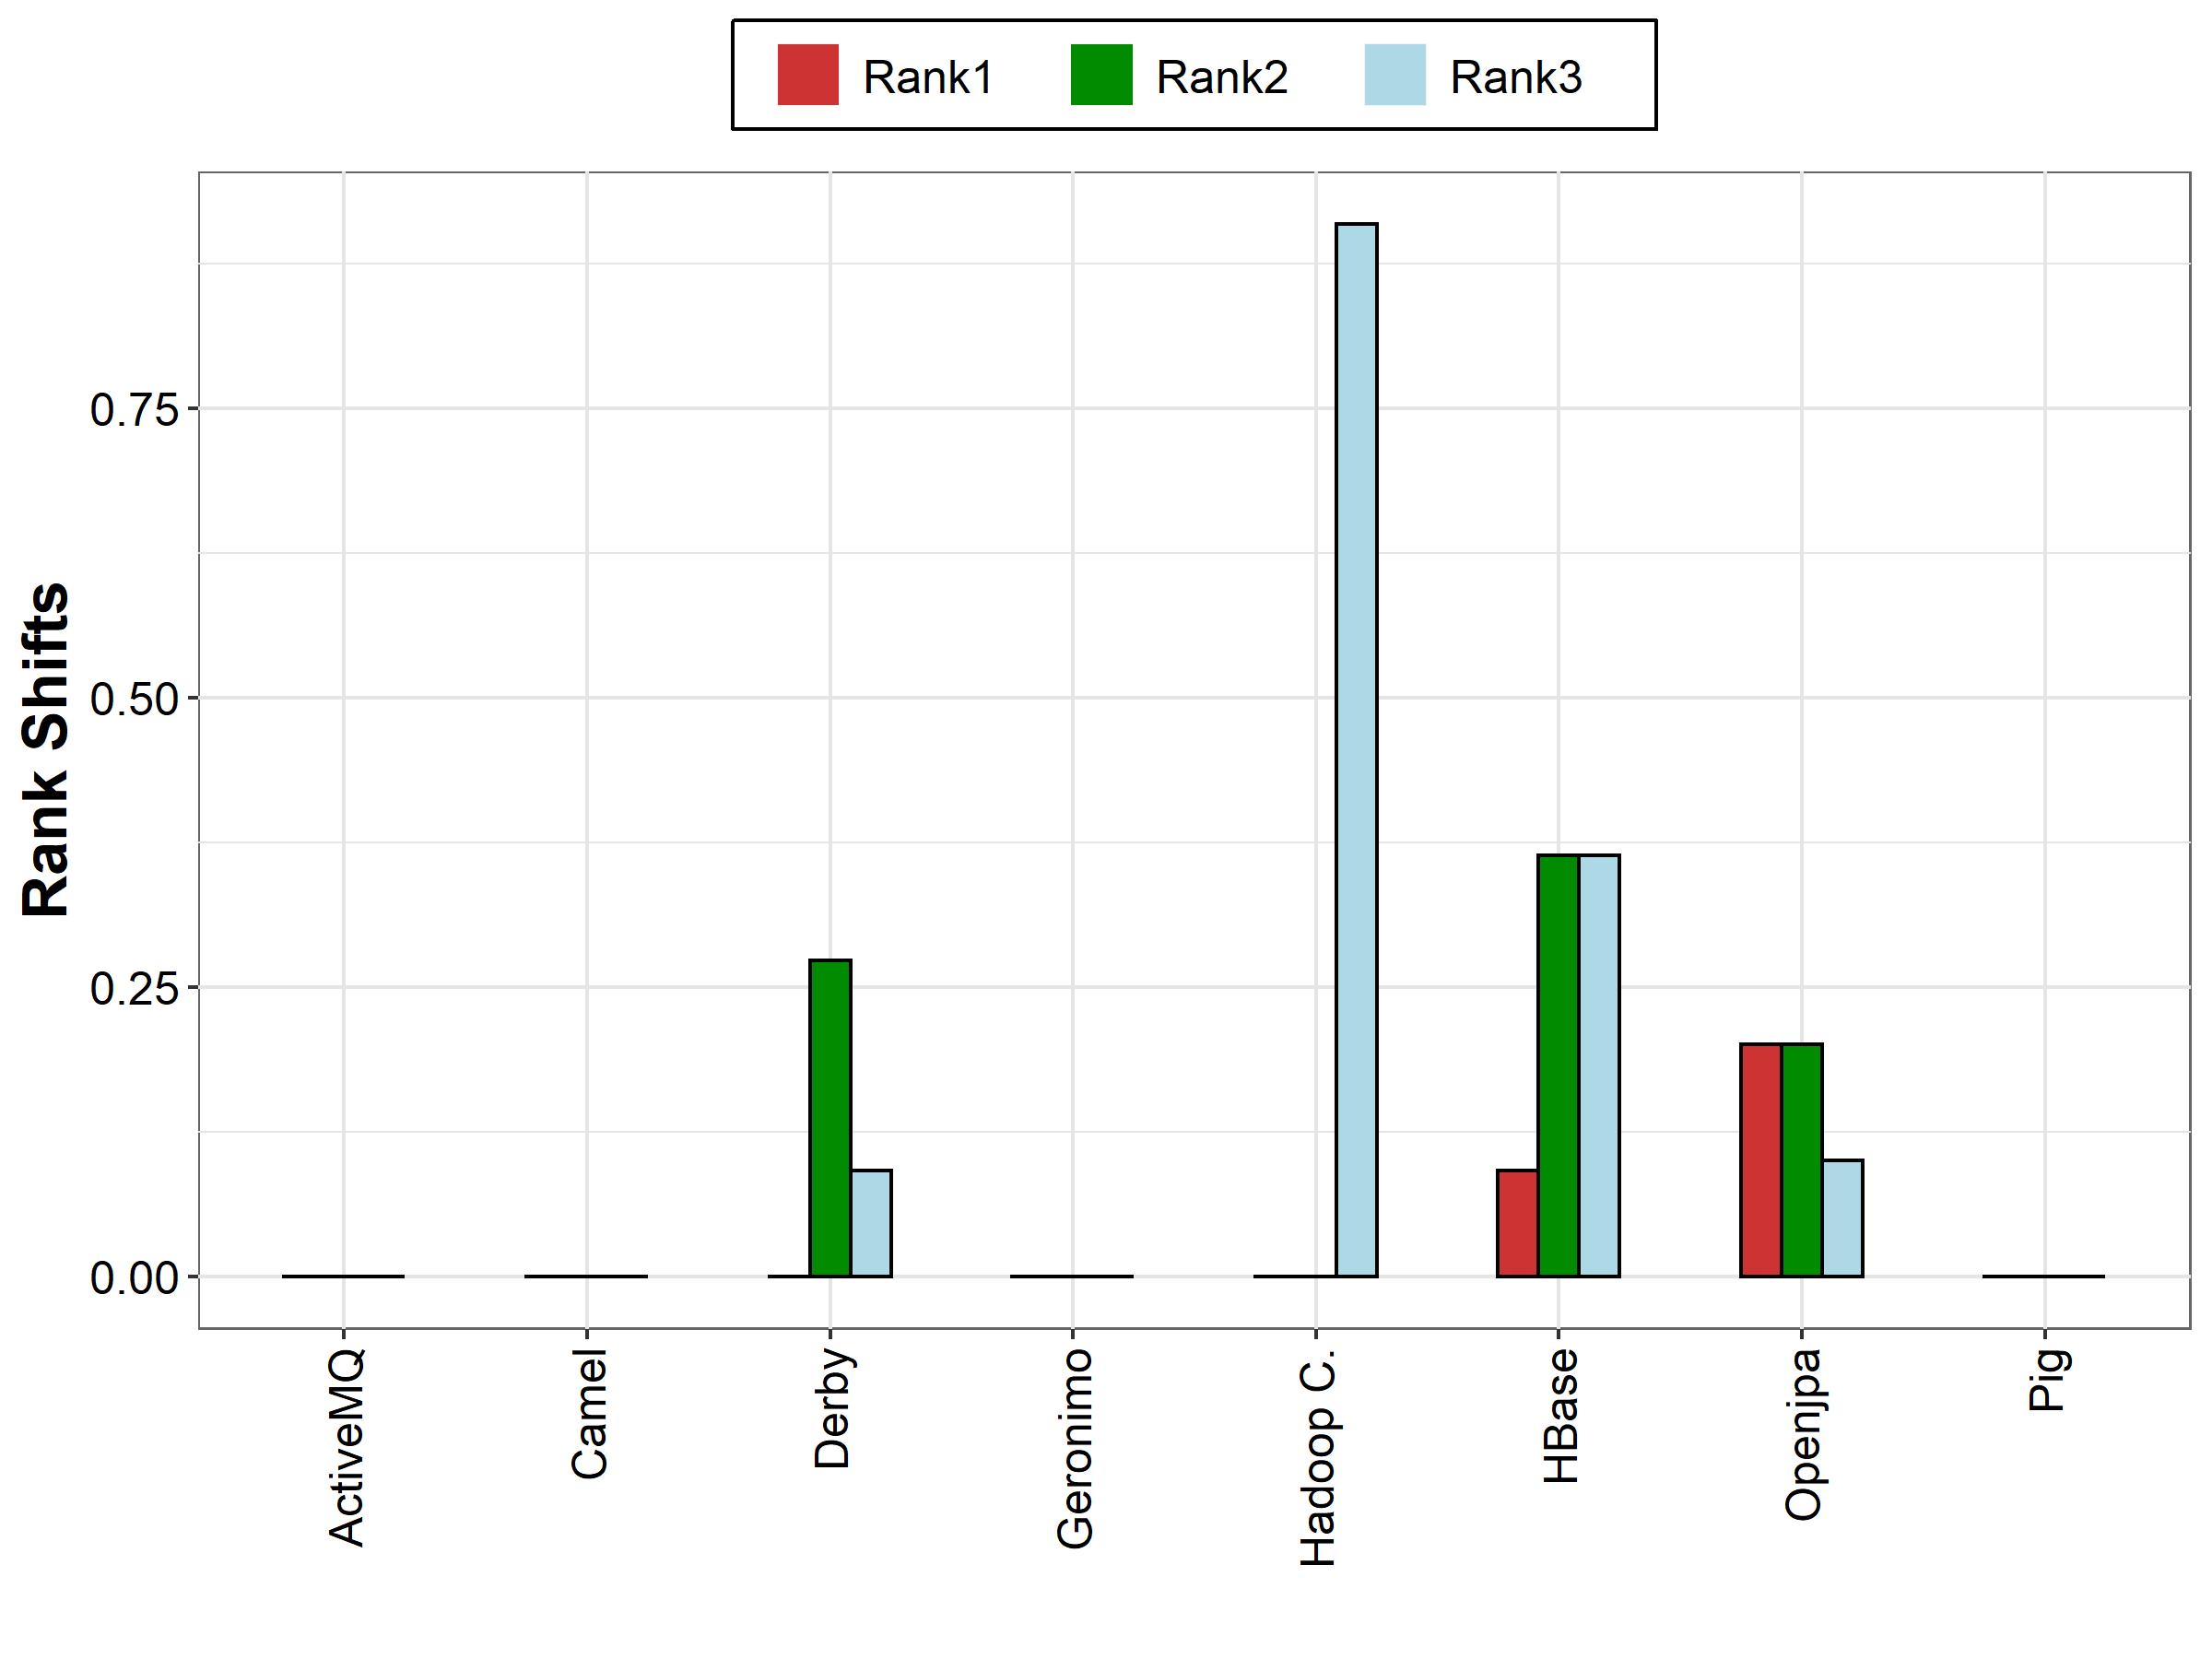 Rank1 Rank2 Rank3
Rank Shifts
0.75
0.50
0.25
0.00
ActiveMQ
Camel
Derby
Geronimo
Hadoop C.
HBase
Openjpa
Pig